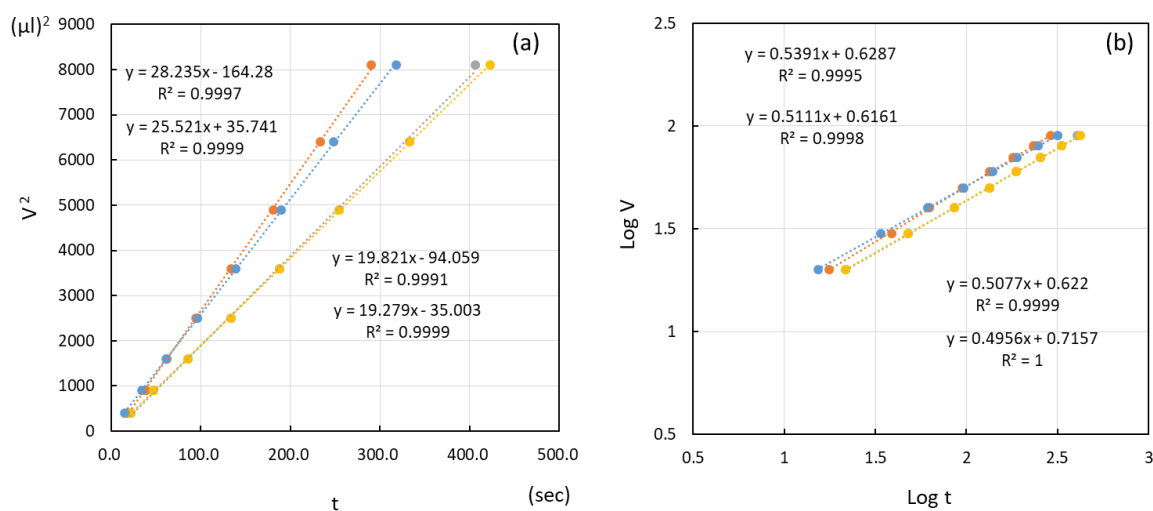 (μl)²
9000
8000
7000
6000
5000
4000
3000
2000
1000
0
V²
(a)
y = 28.235x - 164.28
R² = 0.9997
y = 25.521x + 35.741
R² = 0.9999
19.821x - 94.059
R² = 0.9991
y = 19.279x - 35.003
R² = 0.9999
0.0 100.0 200.0 300.0 400.0 500.0
t
(sec)
2.5
2
1.5
1
0.5
Log V
(b)
y = 0.5391x + 0.6287
R² = 0.9995
y = 0.5111x + 0.6161
R² = 0.9998
y = 0.5077x + 0.622
R² = 0.9999
y = 0.4956x + 0.7157
R² = 1
0.5 1 1.5 2 2.5 3
Log t